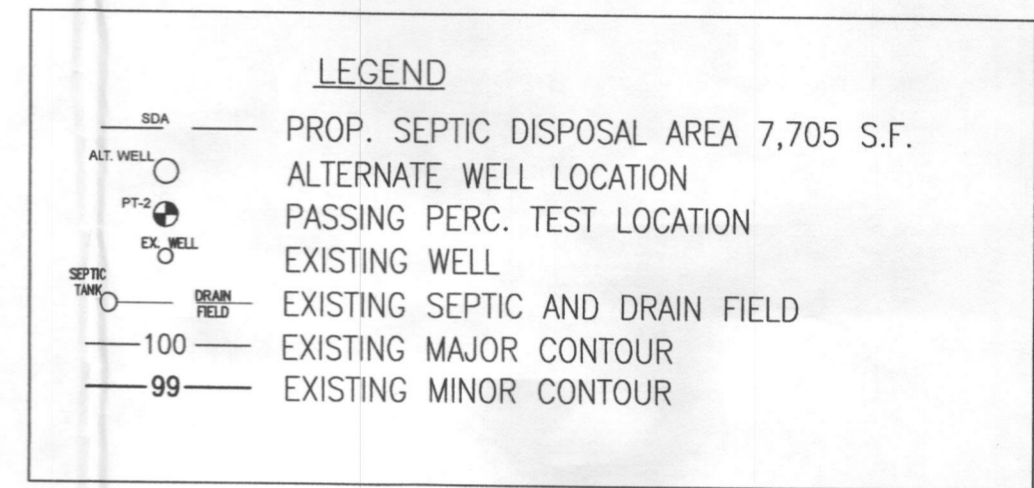 LEGEND
SDA PROP. SEPTIC DISPOSAL AREA 7,705 S.F.
ALT. WELL ALTERNATE WELL LOCATION
PT-2 PASSING PERC. TEST LOCATION
EX. WELL EXISTING WELL
SEPTIC TANK DRAIN FIELD EXISTING SEPTIC AND DRAIN FIELD
100 EXISTING MAJOR CONTOUR
99 EXISTING MINOR CONTOUR